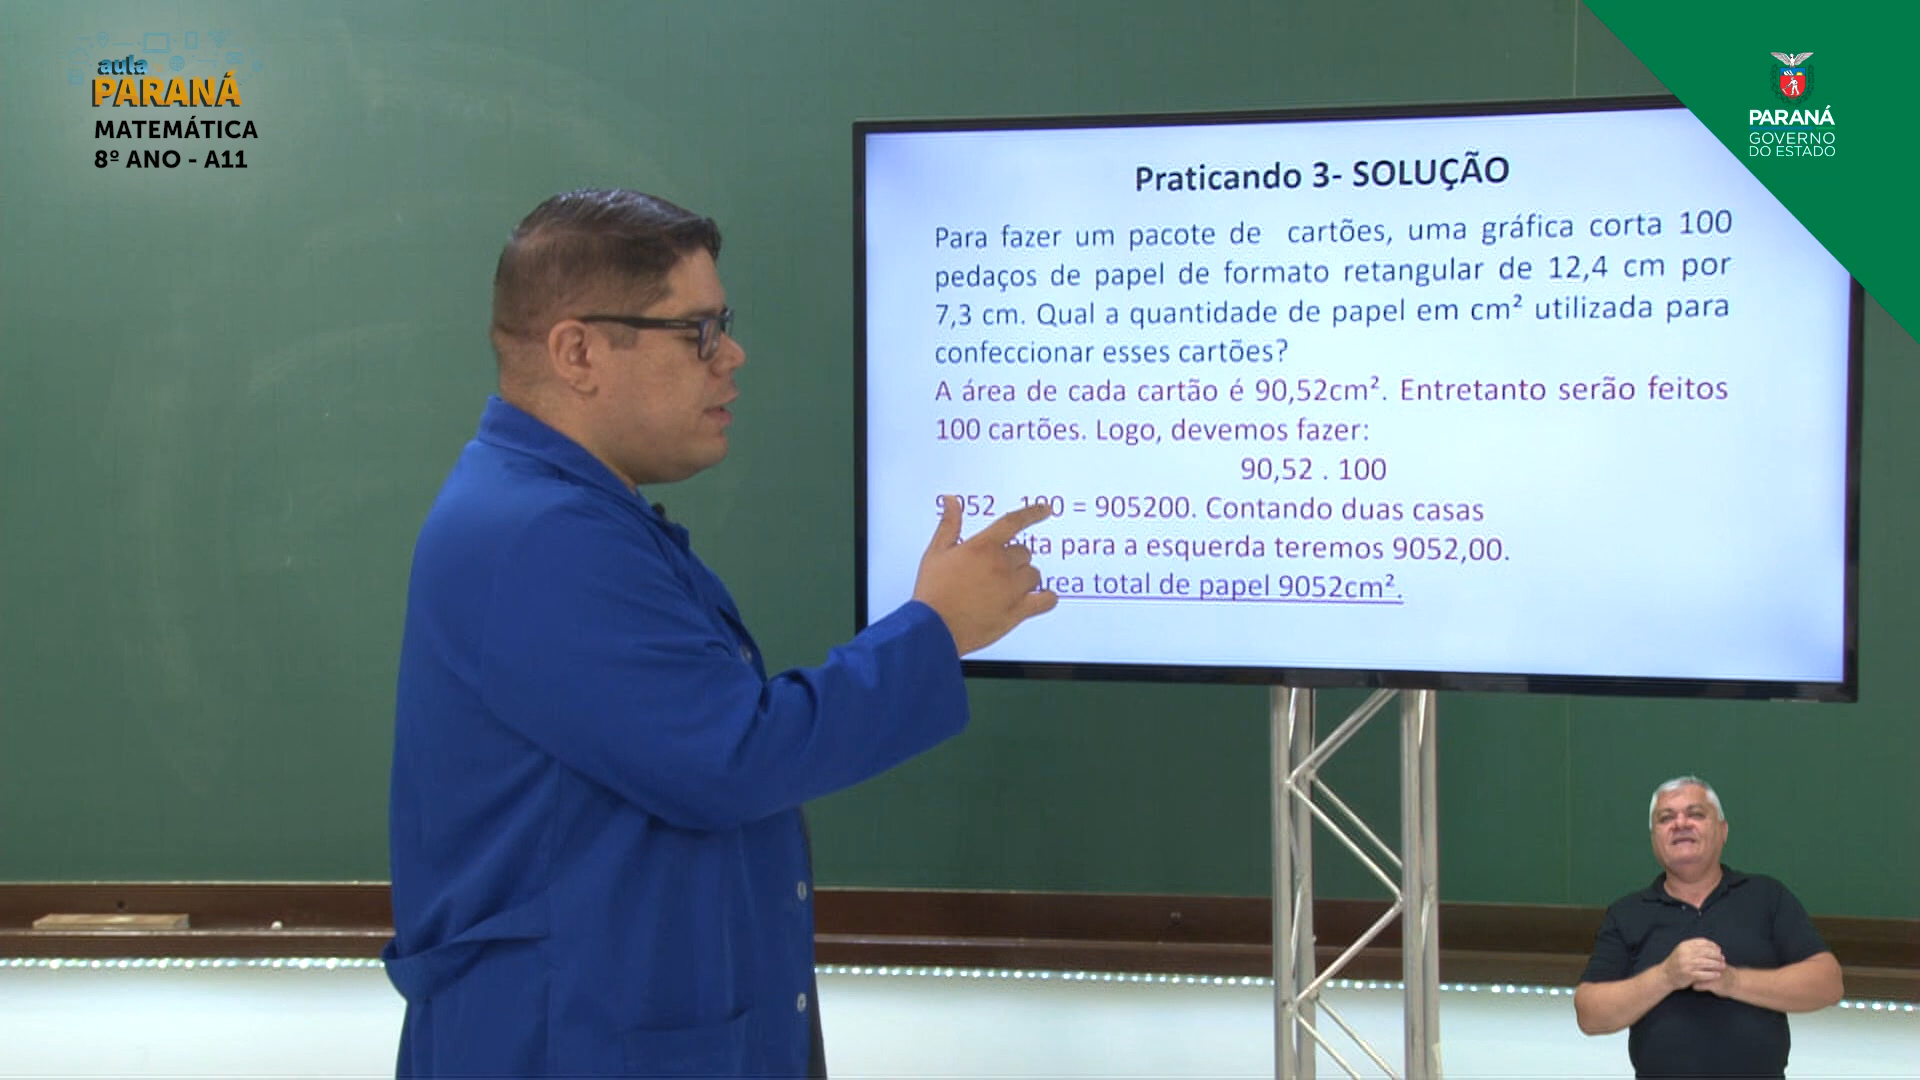 aula
PARANÁ
MATEMÁTICA
8º ANO - A11
PARANÁ
GOVERNO
DO ESTADO
Praticando 3- SOLUÇÃO
Para fazer um pacote de cartões, uma gráfica corta 100
pedaços de papel de formato retangular de 12,4 cm por
7,3 cm. Qual a quantidade de papel em cm² utilizada para
confeccionar esses cartões?
A área de cada cartão é 90,52cm². Entretanto serão feitos
100 cartões. Logo, devemos fazer:
90,52 . 100
9052 . 100 = 905200. Contando duas casas
para a esquerda teremos 9052,00.
total de papel 9052cm².